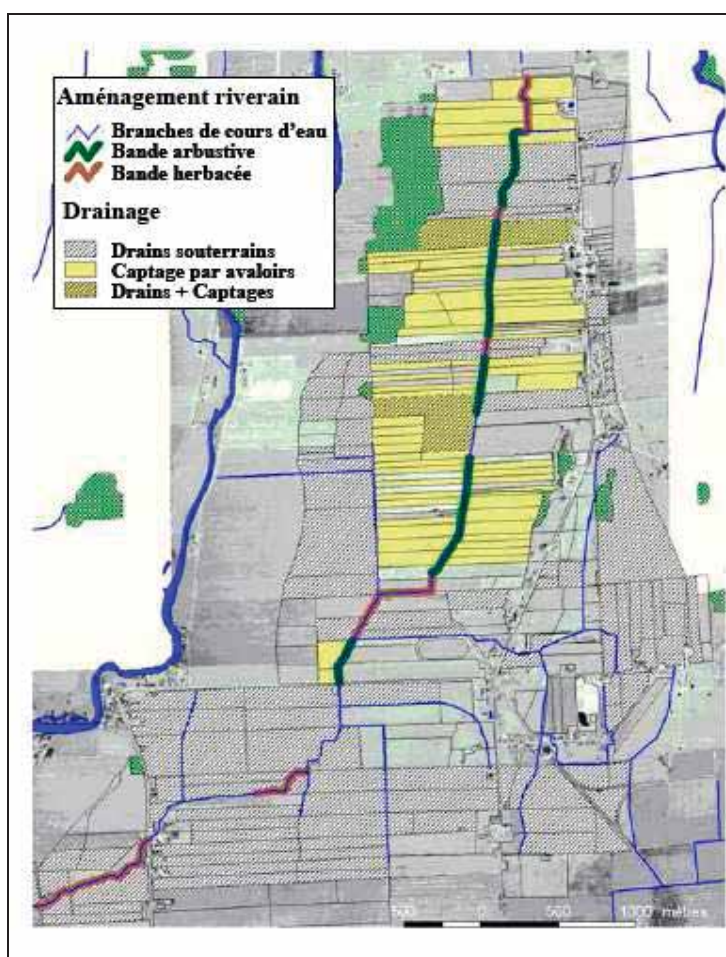 Aménagement riverain
Branches de cours d'eau
Bande arbustive
Bande herbacée
Drainage
Drains souterrains
Captage par avaloirs
Drains + Captages
500 0 500 1000 mètres